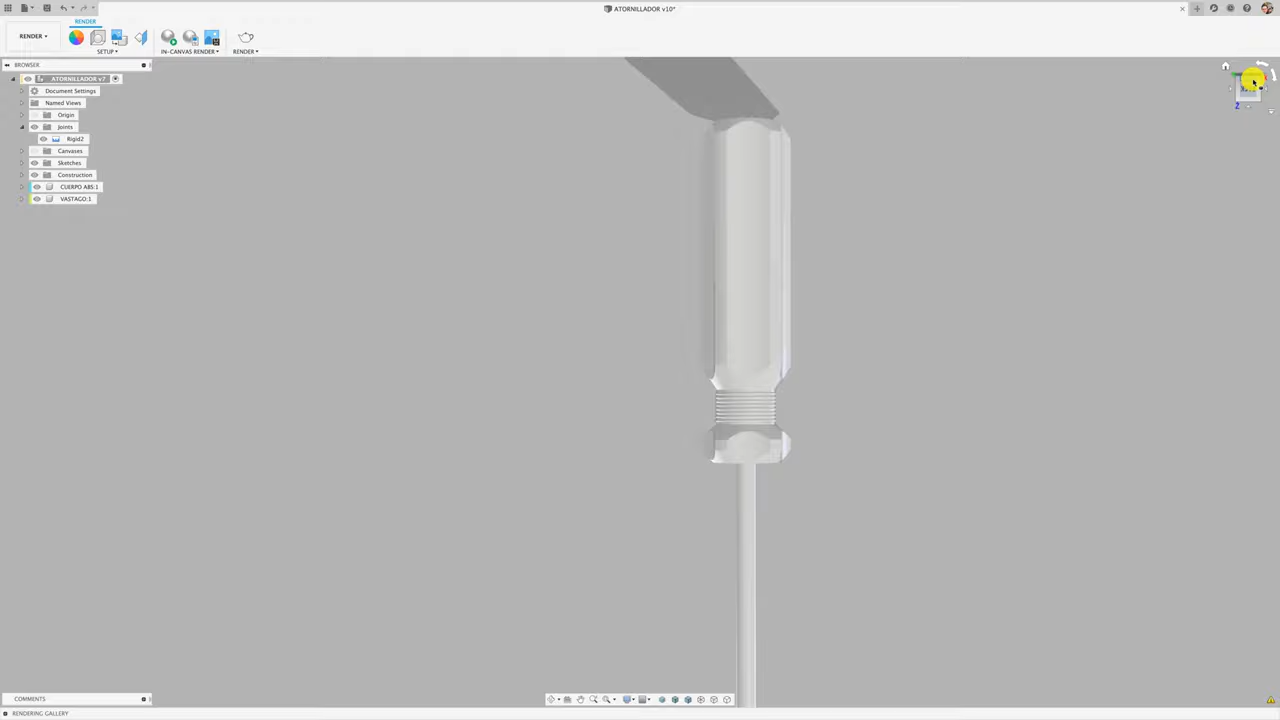 ATORNILLADOR v10*
RENDER
RENDER
SETUP
IN-CANVAS RENDER
RENDER
BROWSER
ATORNILLADOR v7
Document Settings
Named Views
Origin
Joints
Rigid2
Canvases
Sketches
Construction
CUERPO ABS:1
VASTAGO:1
Z
COMMENTS
RENDERING GALLERY